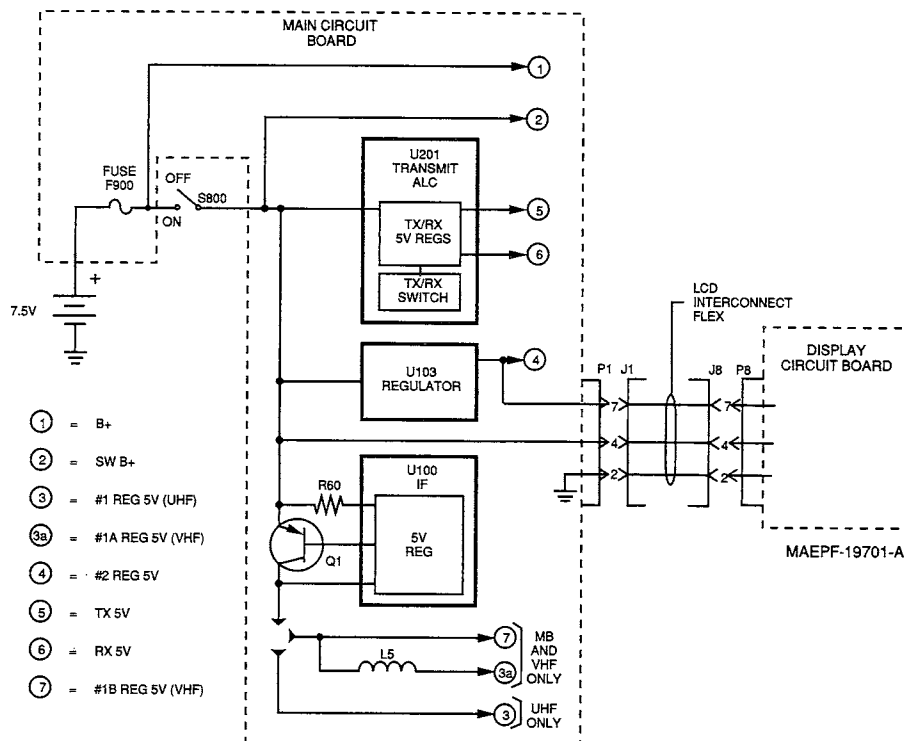 MAIN CIRCUIT
BOARD
1
2
FUSE
F900
OFF
S800
ON
U201
TRANSMIT
ALC
TX/RX
5V REGS
5
6
TX/RX
SWITCH
+
7.5V
LCD
INTERCONNECT
FLEX
DISPLAY
CIRCUIT BOARD
U103
REGULATOR
4
P1 J1 J8 P8
7 7
4 4
2 2
U100
IF
R60
5V
REG
Q1
MAEPF-19701-A
1 = B+
2 = SW B+
3 = #1 REG 5V (UHF)
3a = #1A REG 5V (VHF)
4 = #2 REG 5V
5 = TX 5V
6 = RX 5V
7 = #1B REG 5V (VHF)
7
L5
3a
MB
AND
VHF
ONLY
3
UHF
ONLY